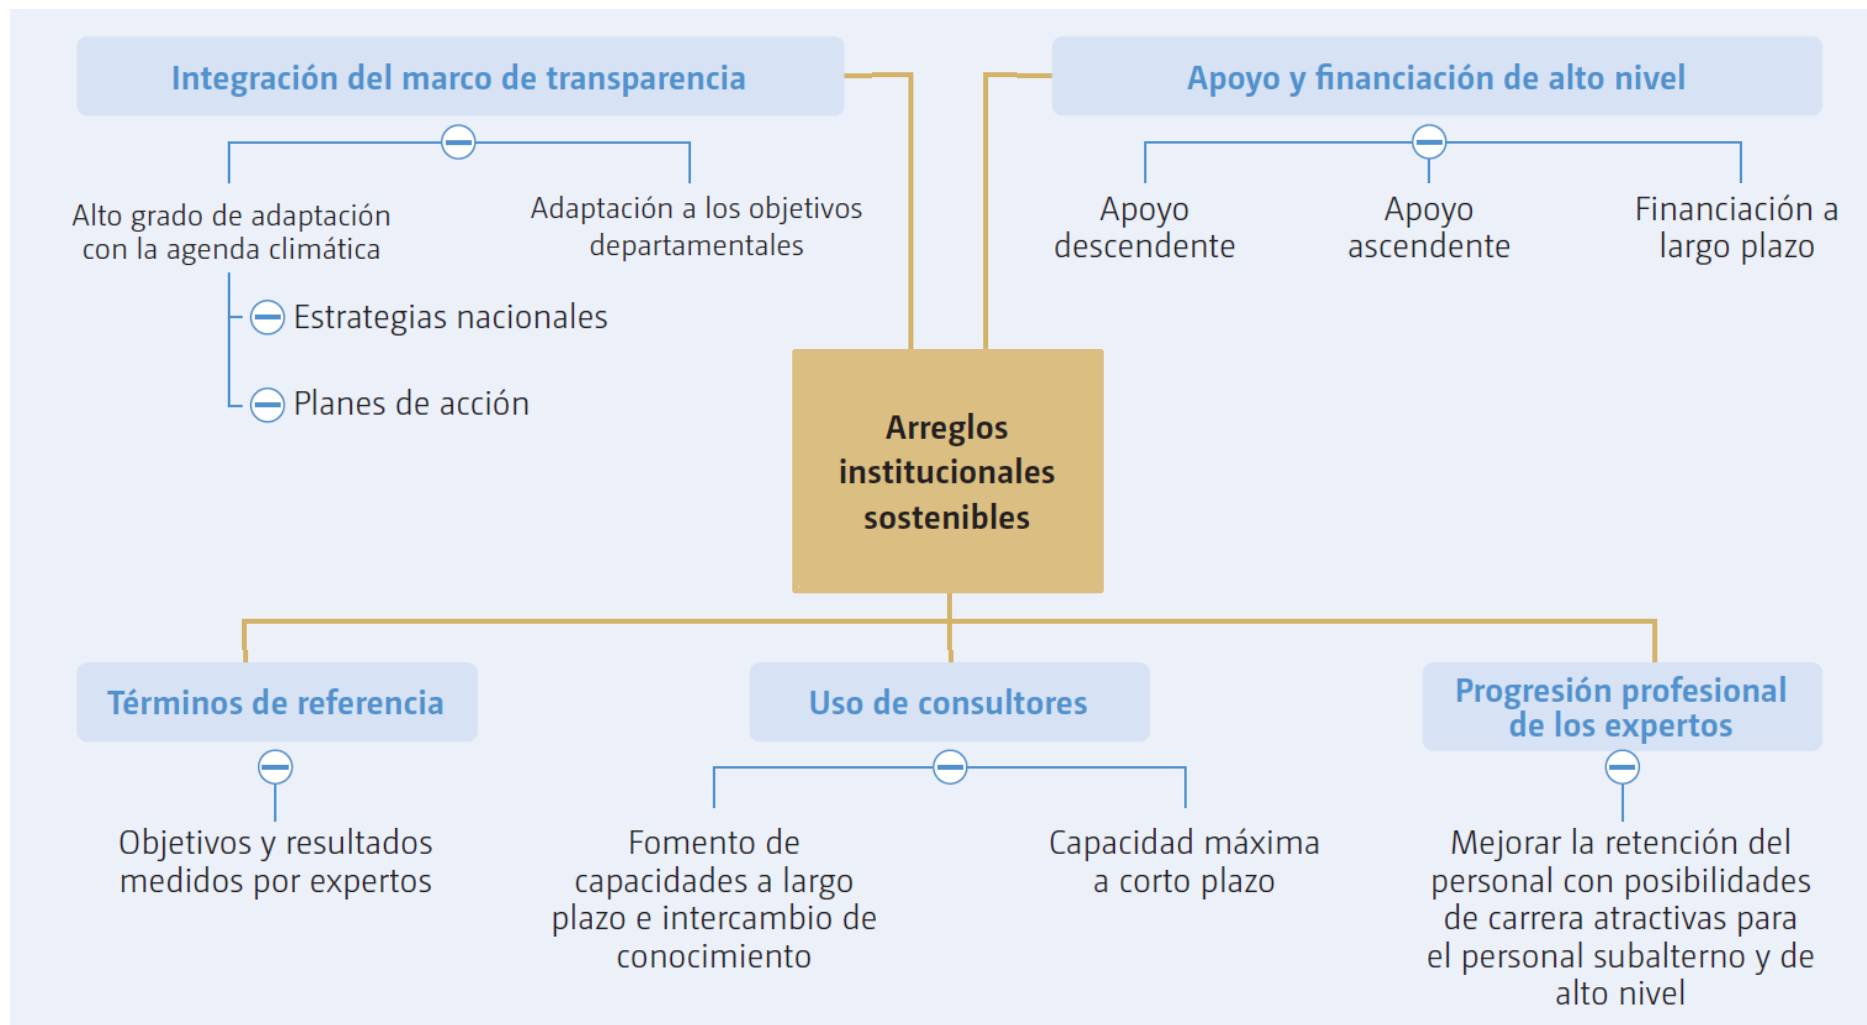 Integración del marco de transparencia
Alto grado de adaptación
con la agenda climática
Adaptación a los objetivos
departamentales
Estrategias nacionales
Planes de acción
Apoyo y financiación de alto nivel
Apoyo
descendente
Apoyo
ascendente
Financiación a
largo plazo
Arreglos
institucionales
sostenibles
Términos de referencia
Objetivos y resultados
medidos por expertos
Uso de consultores
Fomento de
capacidades a largo
plazo e intercambio de
conocimiento
Capacidad máxima
a corto plazo
Progresión profesional
de los expertos
Mejorar la retención del
personal con posibilidades
de carrera atractivas para
el personal subalterno y de
alto nivel